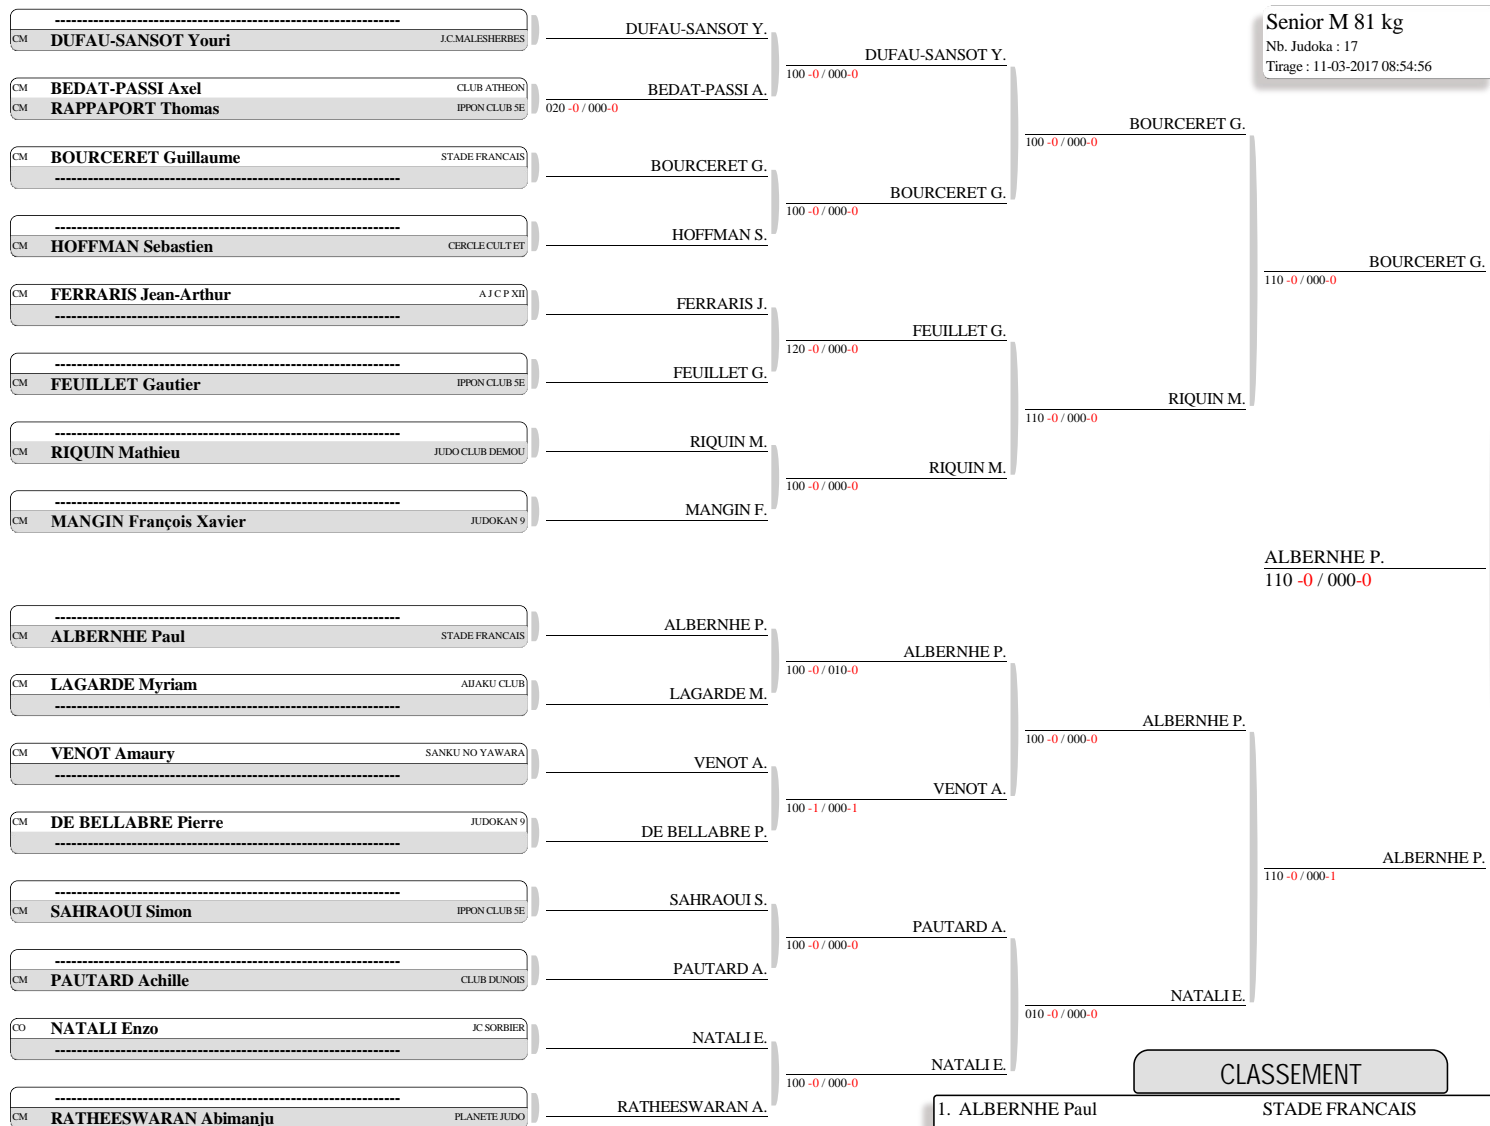 Senior M 81 kg
Nb. Judoka : 17
Tirage : 11-03-2017 08:54:56
----------------------------------------------------------------
CM DUFAU-SANSOT Youri J.C.MALESHERBES
CM BEDAT-PASSI Axel CLUB ATHEON
CM RAPPAPORT Thomas IPPON CLUB 5E
CM BOURCERET Guillaume STADE FRANCAIS
----------------------------------------------------------------
----------------------------------------------------------------
CM HOFFMAN Sebastien CERCLE CULT ET
CM FERRARIS Jean-Arthur A J C P XII
----------------------------------------------------------------
----------------------------------------------------------------
CM FEUILLET Gautier IPPON CLUB 5E
----------------------------------------------------------------
CM RIQUIN Mathieu JUDO CLUB DEMOU
----------------------------------------------------------------
CM MANGIN François Xavier JUDOKAN 9
----------------------------------------------------------------
CM ALBERNHE Paul STADE FRANCAIS
CM LAGARDE Myriam AIJAKU CLUB
----------------------------------------------------------------
CM VENOT Amaury SANKU NO YAWARA
----------------------------------------------------------------
CM DE BELLABRE Pierre JUDOKAN 9
----------------------------------------------------------------
----------------------------------------------------------------
CM SAHRAOUI Simon IPPON CLUB 5E
----------------------------------------------------------------
CM PAUTARD Achille CLUB DUNOIS
CO NATALI Enzo JC SORBIER
----------------------------------------------------------------
----------------------------------------------------------------
CM RATHEESWARAN Abimanju PLANETE JUDO
DUFAU-SANSOT Y.
BEDAT-PASSI A.
020 -0 / 000-0
BOURCERET G.
HOFFMAN S.
FERRARIS J.
FEUILLET G.
RIQUIN M.
MANGIN F.
ALBERNHE P.
LAGARDE M.
VENOT A.
DE BELLABRE P.
SAHRAOUI S.
PAUTARD A.
NATALI E.
RATHEESWARAN A.
DUFAU-SANSOT Y.
100 -0 / 000-0
BOURCERET G.
100 -0 / 000-0
FEUILLET G.
120 -0 / 000-0
RIQUIN M.
100 -0 / 000-0
ALBERNHE P.
100 -0 / 010-0
VENOT A.
100 -1 / 000-1
PAUTARD A.
100 -0 / 000-0
NATALI E.
100 -0 / 000-0
BOURCERET G.
100 -0 / 000-0
RIQUIN M.
110 -0 / 000-0
ALBERNHE P.
100 -0 / 000-0
NATALI E.
010 -0 / 000-0
BOURCERET G.
110 -0 / 000-0
ALBERNHE P.
110 -0 / 000-0
ALBERNHE P.
110 -0 / 000-1
CLASSEMENT
1. ALBERNHE Paul STADE FRANCAIS